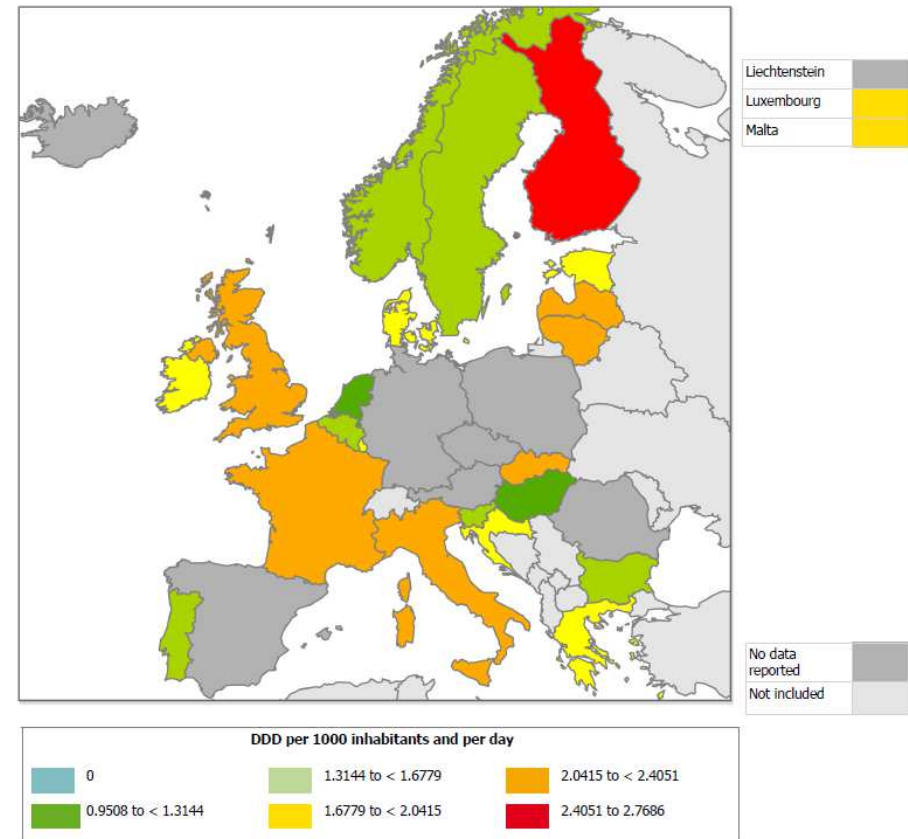 Liechtenstein
Luxembourg
Malta
No data
reported
Not included
DDD per 1000 inhabitants and per day
0
1.3144 to < 1.6779
2.0415 to < 2.4051
0.9508 to < 1.3144
1.6779 to < 2.0415
2.4051 to 2.7686